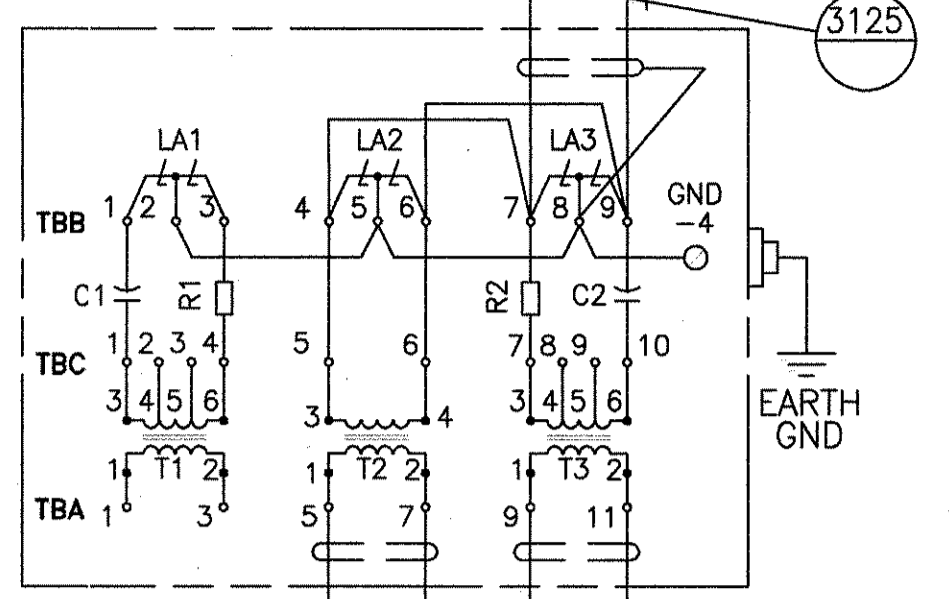 3125
LA1 LA2 LA3
GND
-4
TBB 1 2 3 4 5 6 7 8 9
C1 R1 R2 C2
TBC 1 2 3 4 5 6 7 8 9 10
3 4 5 6 3 4 3 4 5 6
EARTH
GND
1 T1 2 1 T2 2 1 T3 2
TBA 1 3 5 7 9 11